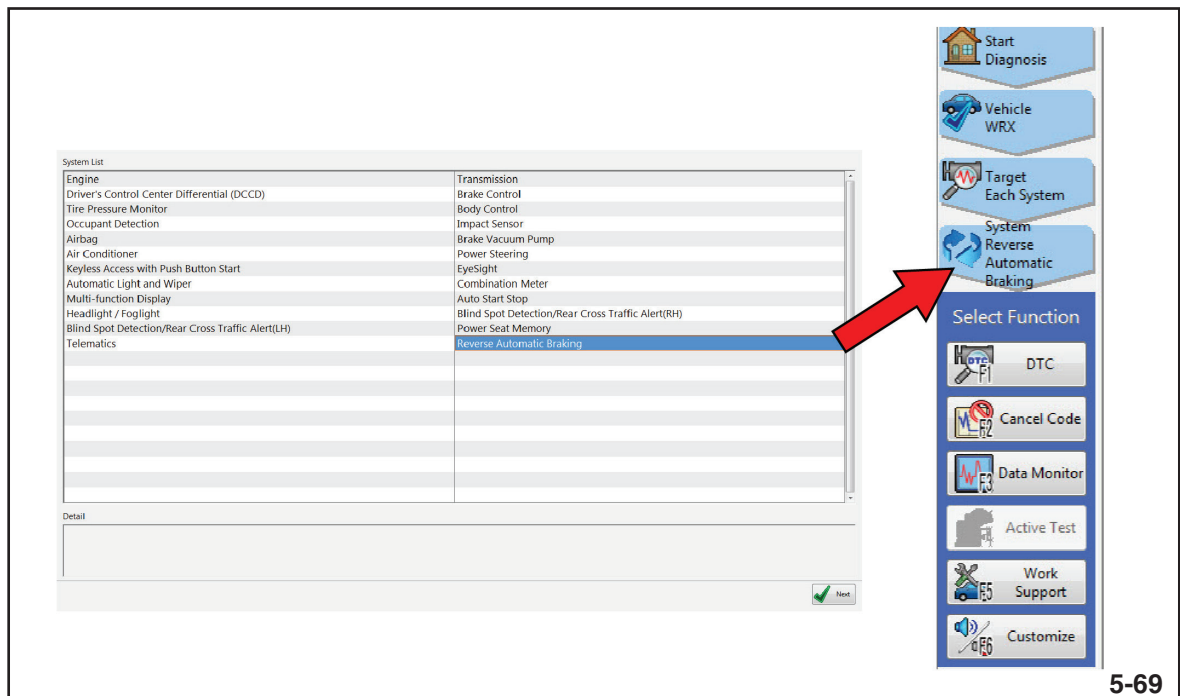 System List
Engine
Transmission
Driver's Control Center Differential (DCCD)
Brake Control
Tire Pressure Monitor
Body Control
Occupant Detection
Impact Sensor
Airbag
Brake Vacuum Pump
Air Conditioner
Power Steering
Keyless Access with Push Button Start
EyeSight
Automatic Light and Wiper
Combination Meter
Multi-function Display
Auto Start Stop
Headlight / Foglight
Blind Spot Detection/Rear Cross Traffic Alert(RH)
Blind Spot Detection/Rear Cross Traffic Alert(LH)
Power Seat Memory
Telematics
Reverse Automatic Braking
Detail
Next
Start
Diagnosis
Vehicle
WRX
Target
Each System
System
Reverse
Automatic
Braking
Select Function
DTC
F1
DTC
F2
Cancel Code
F3
Data Monitor
Active Test
F5
Work
Support
F6
Customize
5-69